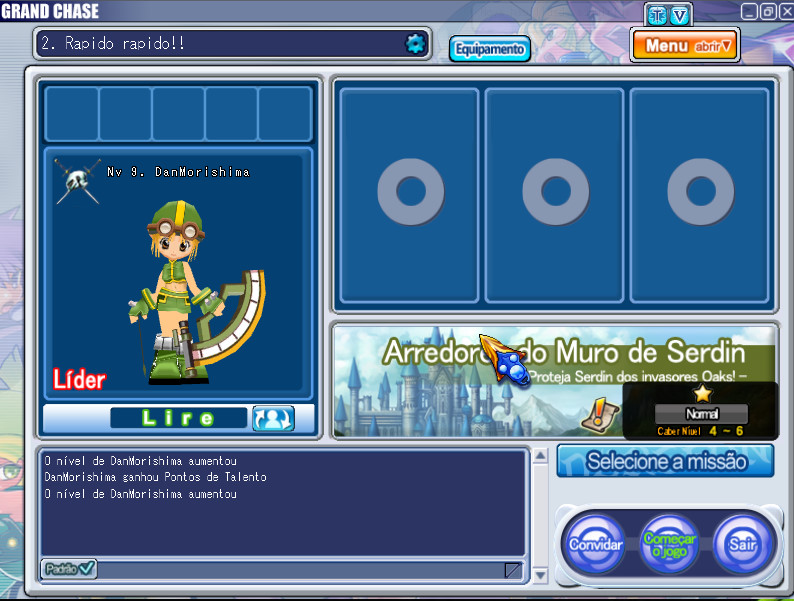 GRAND CHASE
2. Rapido rapido!!
Equipamento
T V
Menu abrir
Nv 9. DanMorishima
Líder
Lire
Arredores do Muro de Serdin
Proteja Serdin dos invasores Oaks! -
Normal
Caber Nível 4 ~ 6
O nível de DanMorishima aumentou
DanMorishima ganhou Pontos de Talento
O nível de DanMorishima aumentou
Padrão
Selecione a missão
Convidar
Começar o jogo
Sair